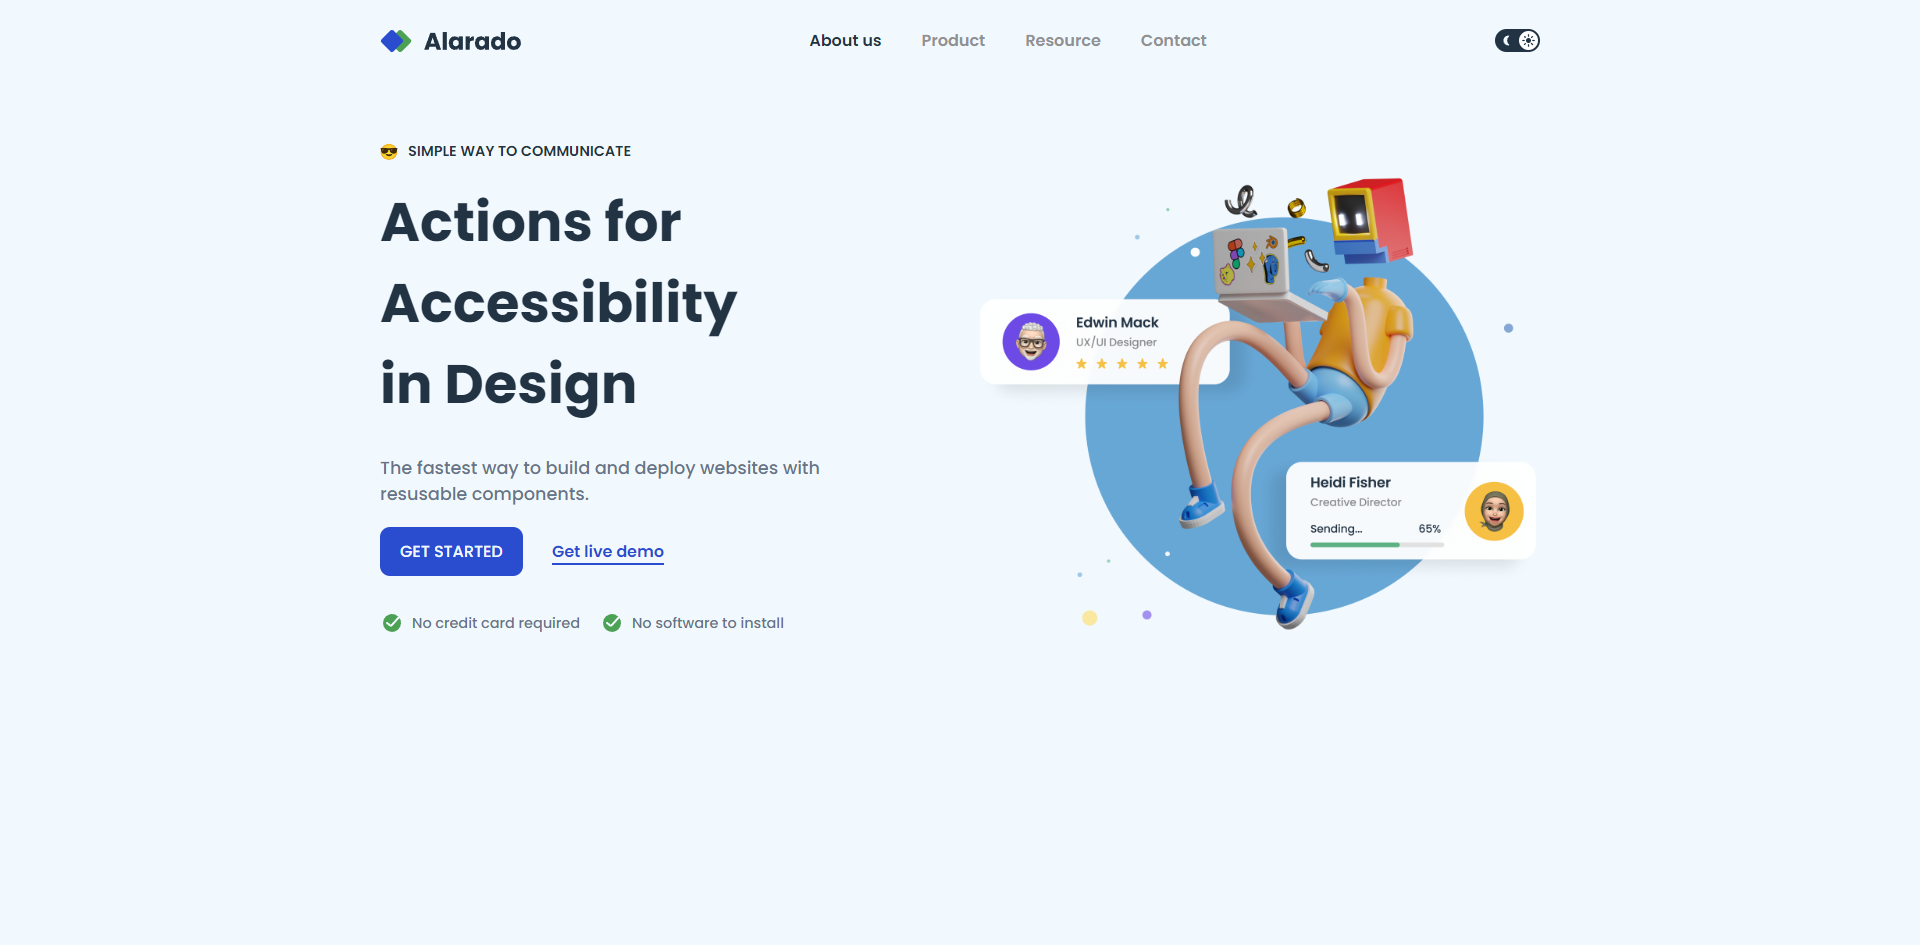 Alarado
About us
Product
Resource
Contact
SIMPLE WAY TO COMMUNICATE
Actions for
Accessibility
in Design
The fastest way to build and deploy websites with
resusable components.
GET STARTED
Get live demo
No credit card required
No software to install
Edwin Mack
UX/UI Designer
Heidi Fisher
Creative Director
Sending...
65%